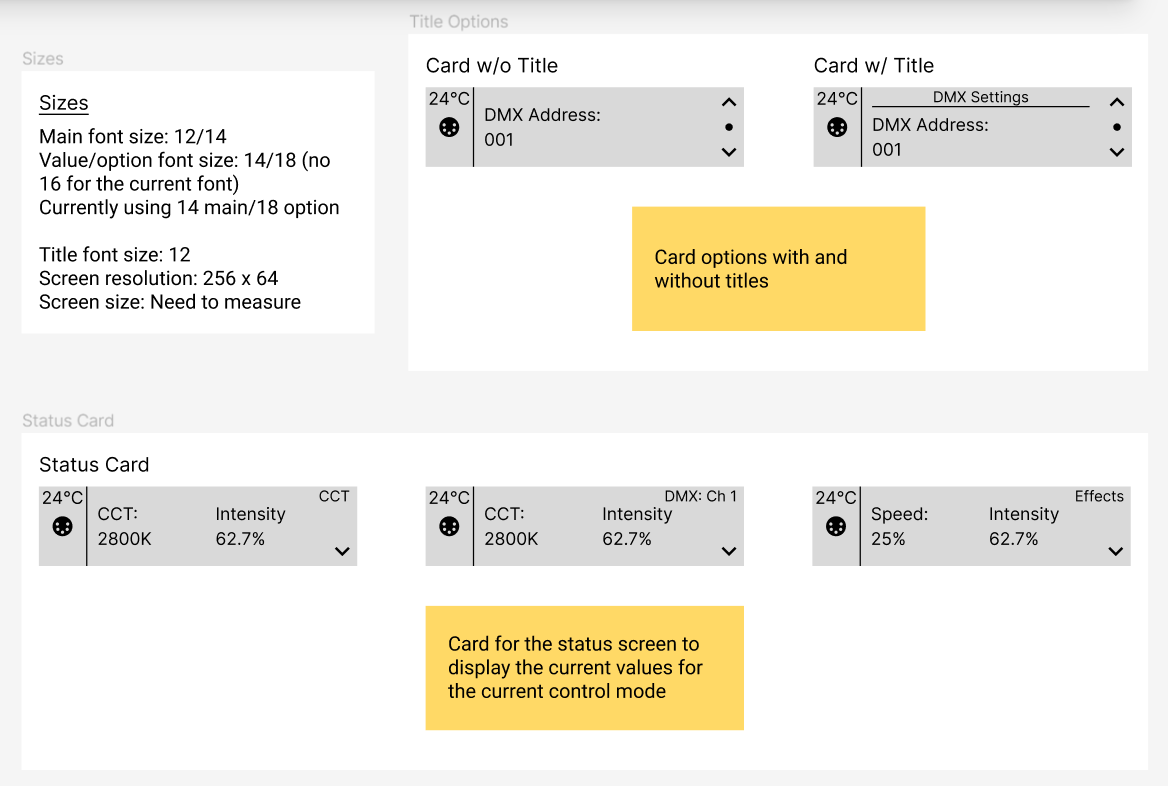 Title Options
Sizes
Sizes
Main font size: 12/14
Value/option font size: 14/18 (no
16 for the current font)
Currently using 14 main/18 option
Title font size: 12
Screen resolution: 256 x 64
Screen size: Need to measure
Card w/o Title
24°C
DMX Address:
001
Card w/ Title
24°C
DMX Settings
DMX Address:
001
Card options with and
without titles
Status Card
Status Card
24°C
CCT
CCT:
Intensity
2800K
62.7%
24°C
DMX: Ch 1
CCT:
Intensity
2800K
62.7%
24°C
Effects
Speed:
Intensity
25%
62.7%
Card for the status screen to
display the current values for
the current control mode